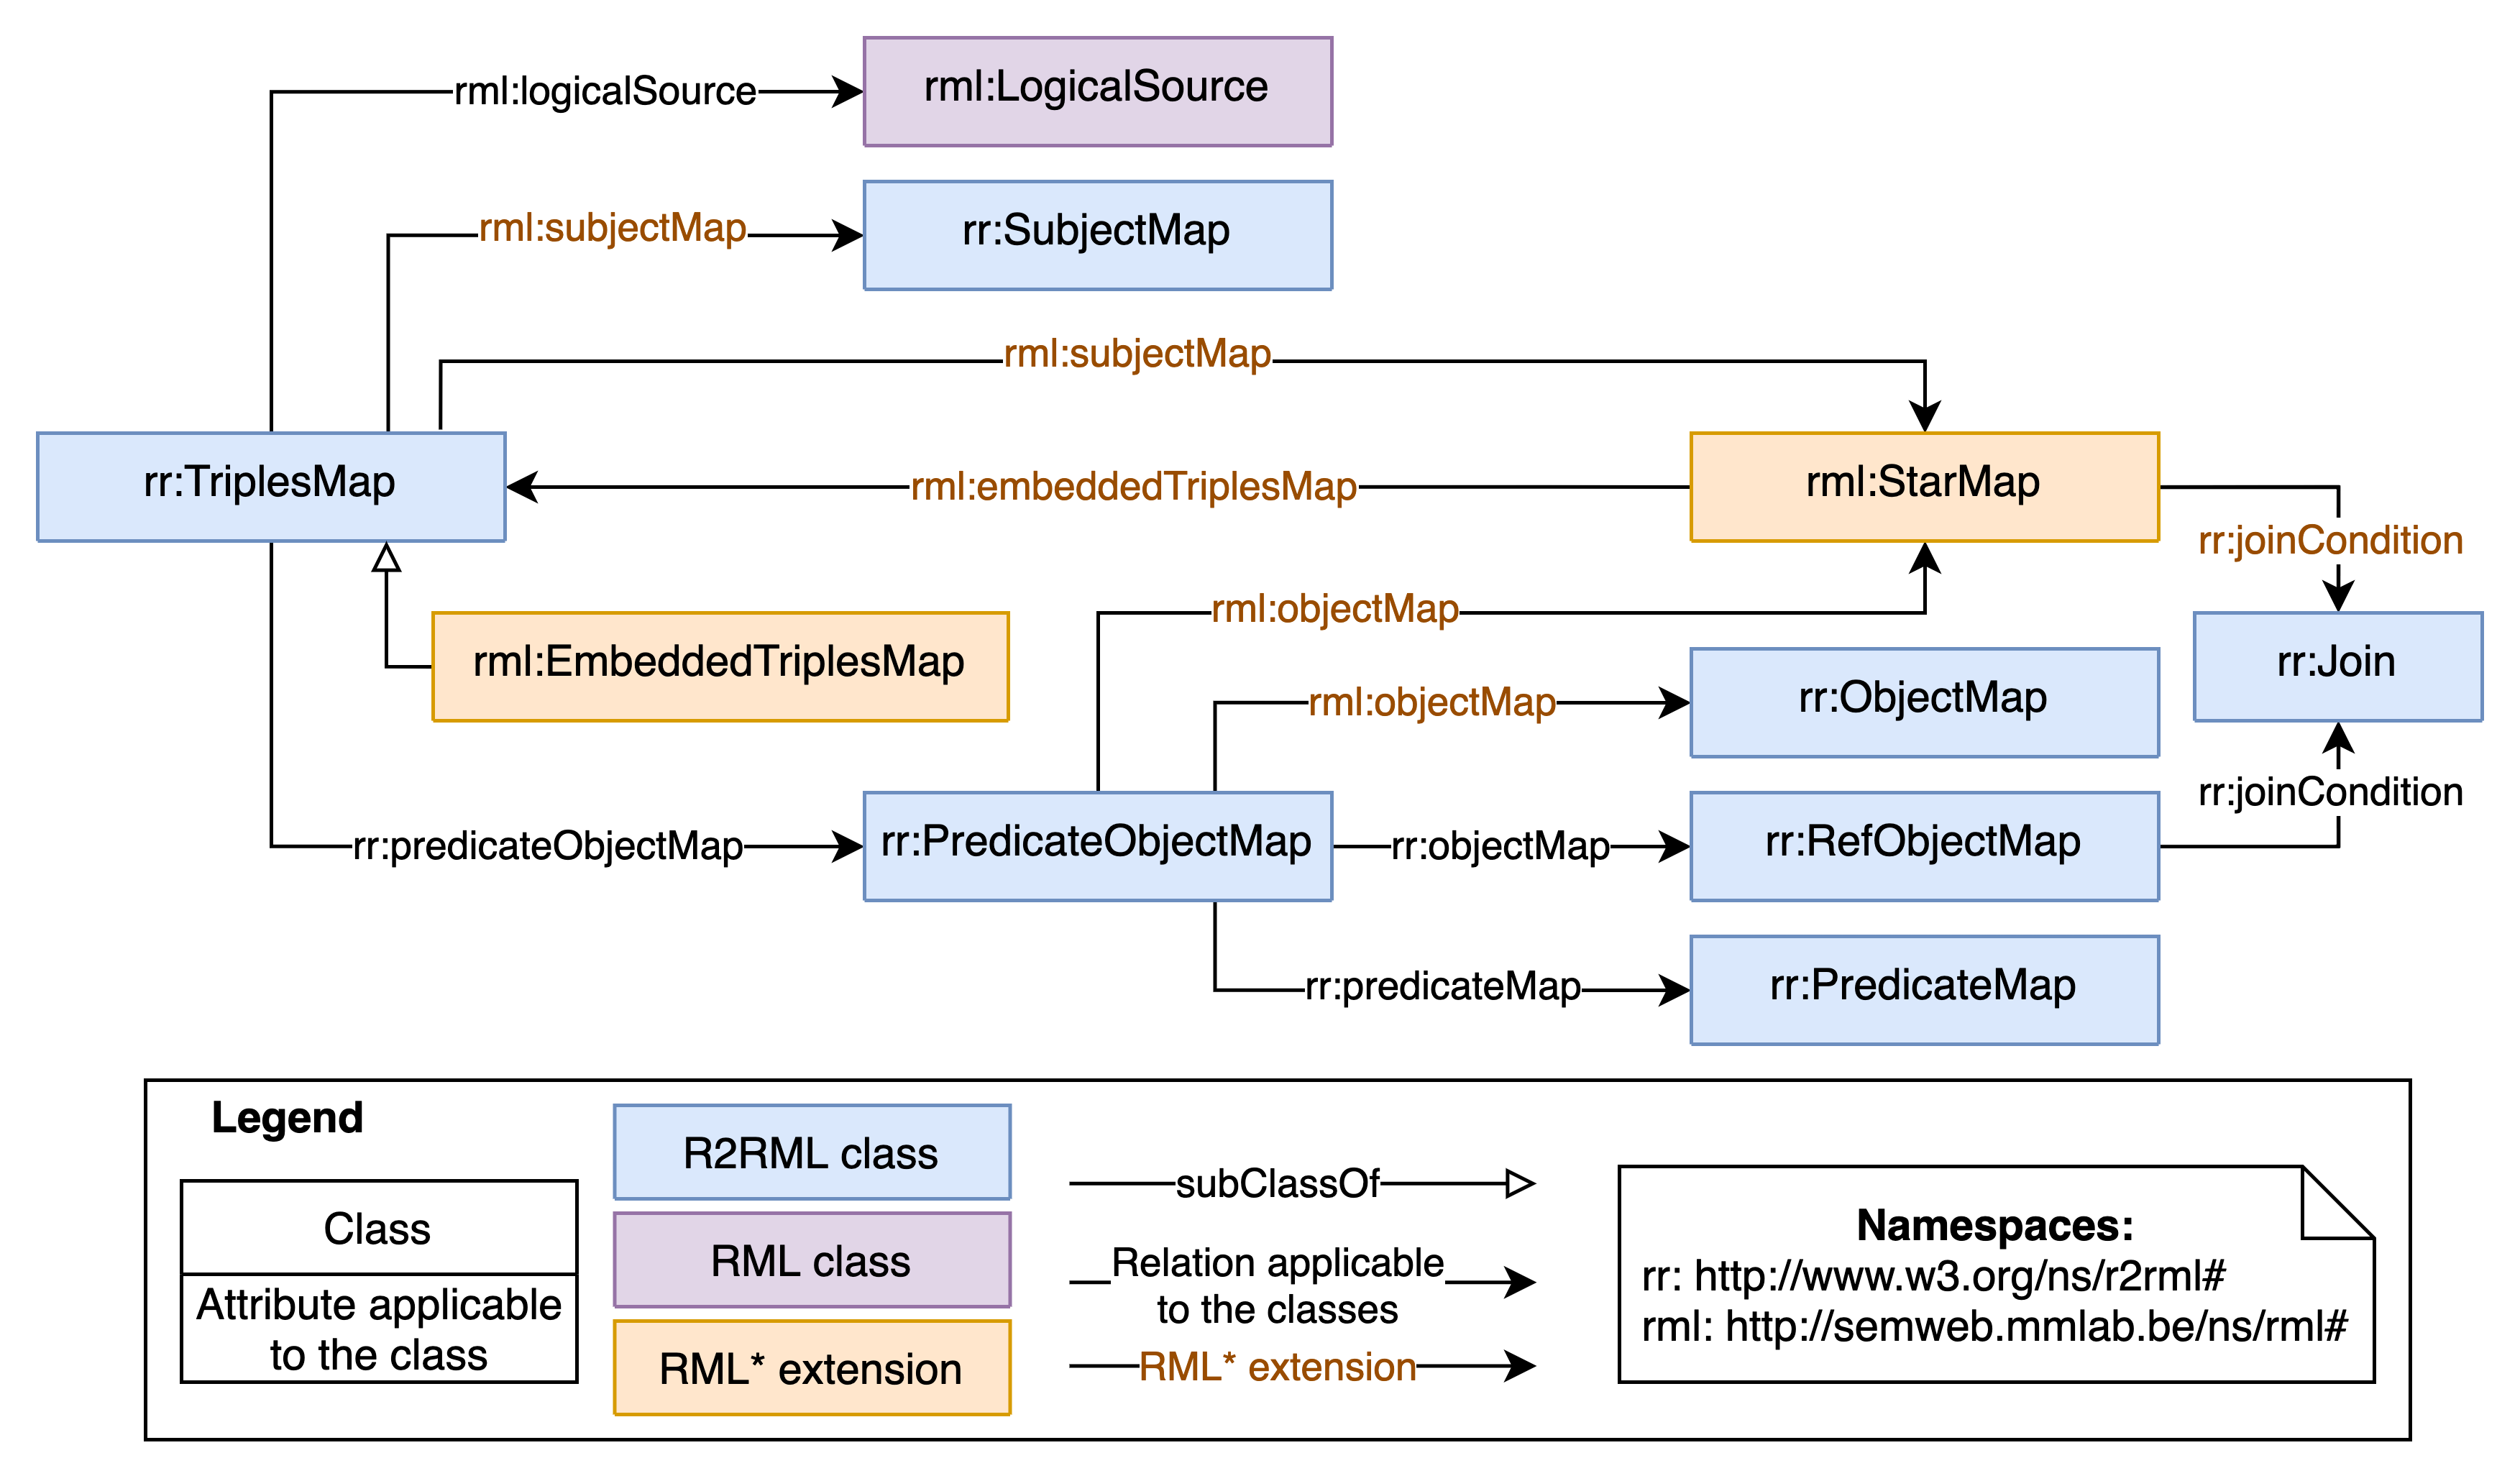 rml:logicalSource
rml:LogicalSource
rml:subjectMap
rr:SubjectMap
rml:subjectMap
rr:TriplesMap
rml:embeddedTriplesMap
rml:StarMap
rr:joinCondition
rml:objectMap
rml:EmbeddedTriplesMap
rr:Join
rml:objectMap
rr:ObjectMap
rr:joinCondition
rr:predicateObjectMap
rr:PredicateObjectMap
rr:objectMap
rr:RefObjectMap
rr:predicateMap
rr:PredicateMap
Legend
Class
Attribute applicable
to the class
R2RML class
RML class
RML* extension
subClassOf
Relation applicable
to the classes
RML* extension
Namespaces:
rr: http://www.w3.org/ns/r2rml#
rml: http://semweb.mmlab.be/ns/rml#